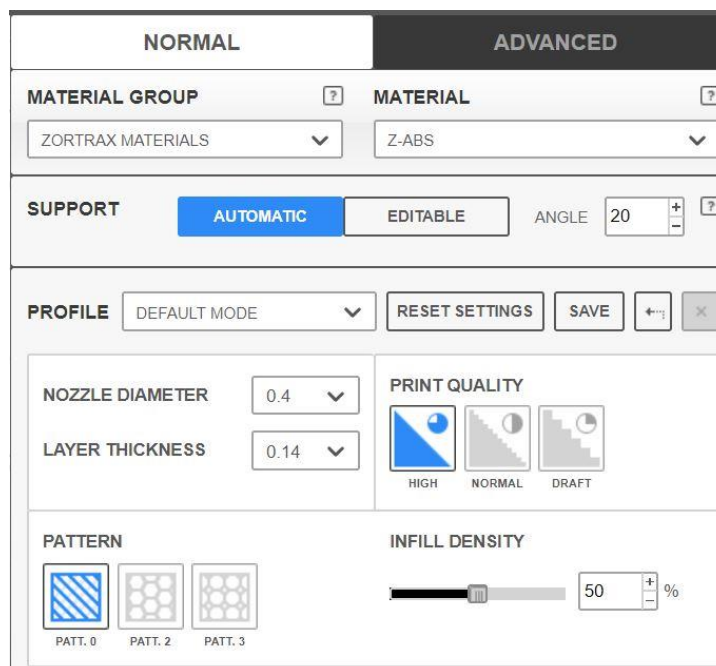 NORMAL ADVANCED
MATERIAL GROUP ? MATERIAL ?
ZORTRAX MATERIALS Z-ABS
SUPPORT AUTOMATIC EDITABLE ANGLE 20 + - ?
PROFILE DEFAULT MODE RESET SETTINGS SAVE
NOZZLE DIAMETER 0.4
LAYER THICKNESS 0.14
PRINT QUALITY
HIGH NORMAL DRAFT
PATTERN
PATT. 0 PATT. 2 PATT. 3
INFILL DENSITY
50 + - %